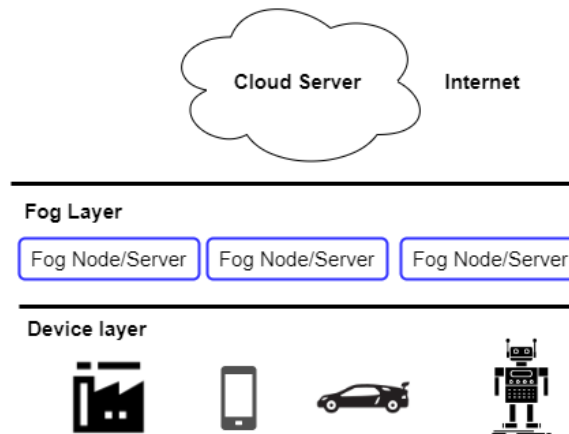 Cloud Server
Internet
Fog Layer
Fog Node/Server
Fog Node/Server
Fog Node/Server
Device layer